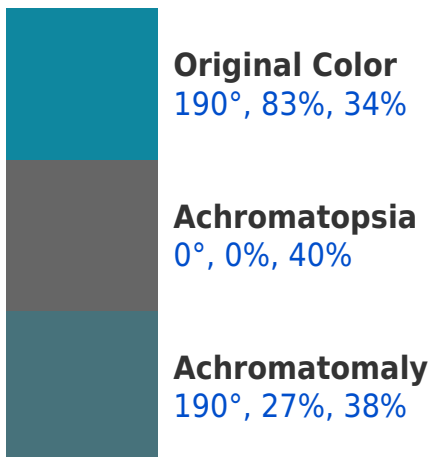 Original Color
190°, 83%, 34%
Achromatopsia
0°, 0%, 40%
Achromatomaly
190°, 27%, 38%